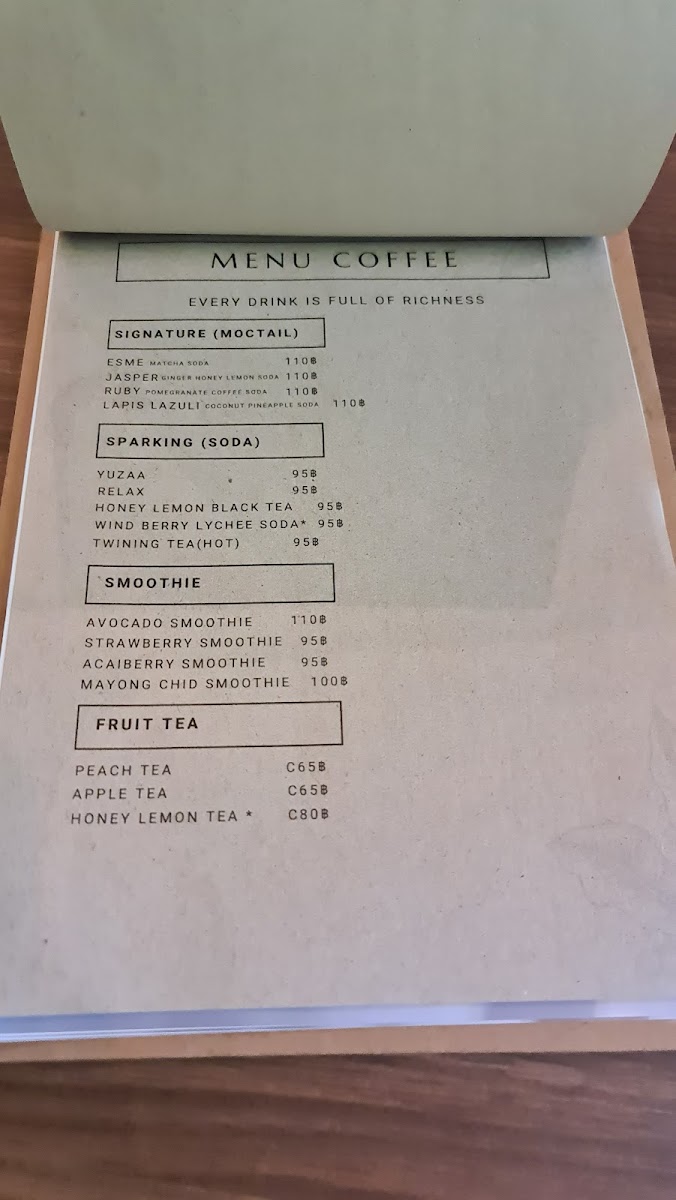 MENU COFFEE
EVERY DRINK IS FULL OF RICHNESS
SIGNATURE (MOCTAIL)
ESME MATCHA SODA 110฿
JASPER GINGER HONEY LEMON SODA 110฿
RUBY POMEGRANATE COFFEE SODA 110฿
LAPIS LAZULI COCONUT PINEAPPLE SODA 110฿
SPARKING (SODA)
YUZAA 95฿
RELAX 95฿
HONEY LEMON BLACK TEA 95฿
WIND BERRY LYCHEE SODA* 95฿
TWINING TEA(HOT) 95฿
SMOOTHIE
AVOCADO SMOOTHIE 110฿
STRAWBERRY SMOOTHIE 95฿
ACAIBERRY SMOOTHIE 95฿
MAYONG CHID SMOOTHIE 100฿
FRUIT TEA
PEACH TEA C65฿
APPLE TEA C65฿
HONEY LEMON TEA * C80฿